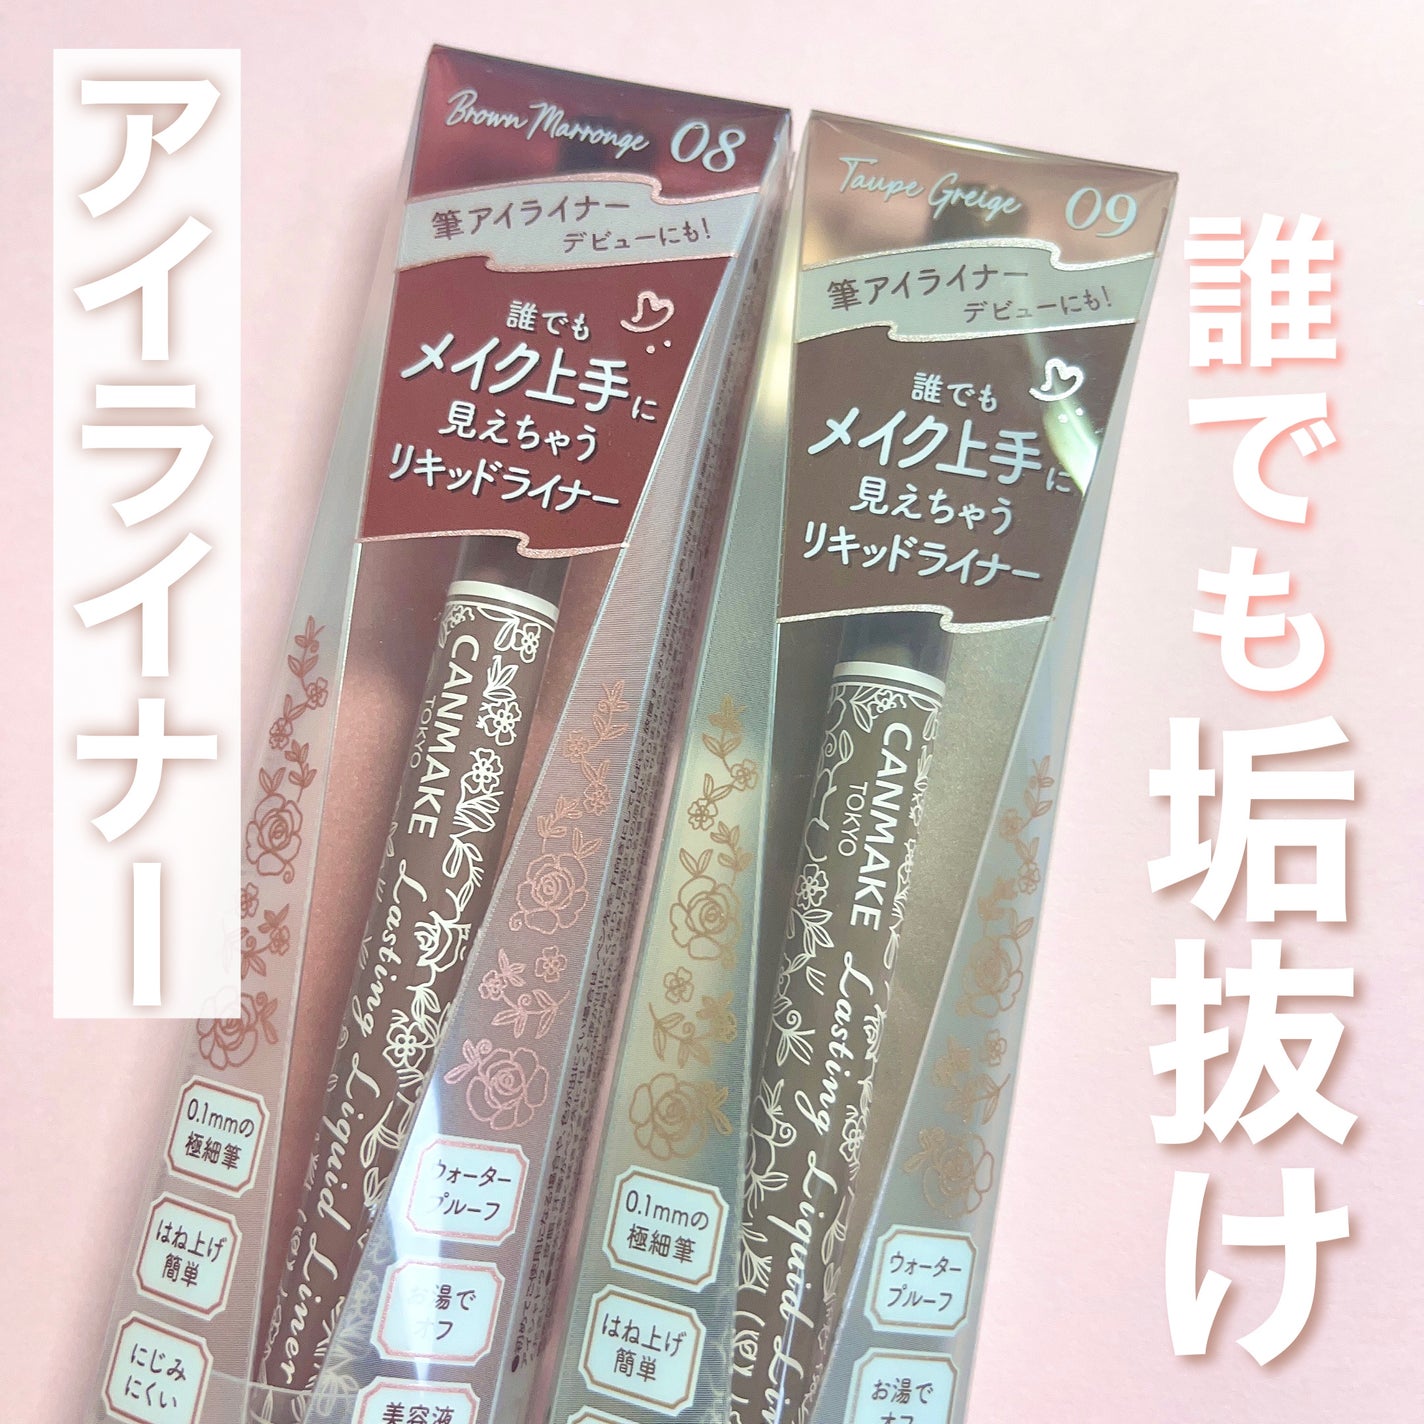 アイライナー
誰でも垢抜け
Brown Marronge 08
筆アイライナー
デビューにも!
誰でも
メイク上手に
見えちゃう
リキッドライナー
CANMAKE
TOKYO
Lasting Liquid Liner
0.1mmの
極細筆
はね上げ
簡単
にじみ
にくい
ウォーター
プルーフ
お湯で
オフ
美容液
Taupe Greige 09
筆アイライナー
デビューにも!
誰でも
メイク上手に
見えちゃう
リキッドライナー
CANMAKE
TOKYO
Lasting Liquid
0.1mmの
極細筆
はね上げ
簡単
ウォーター
プルーフ
お湯で
オフ